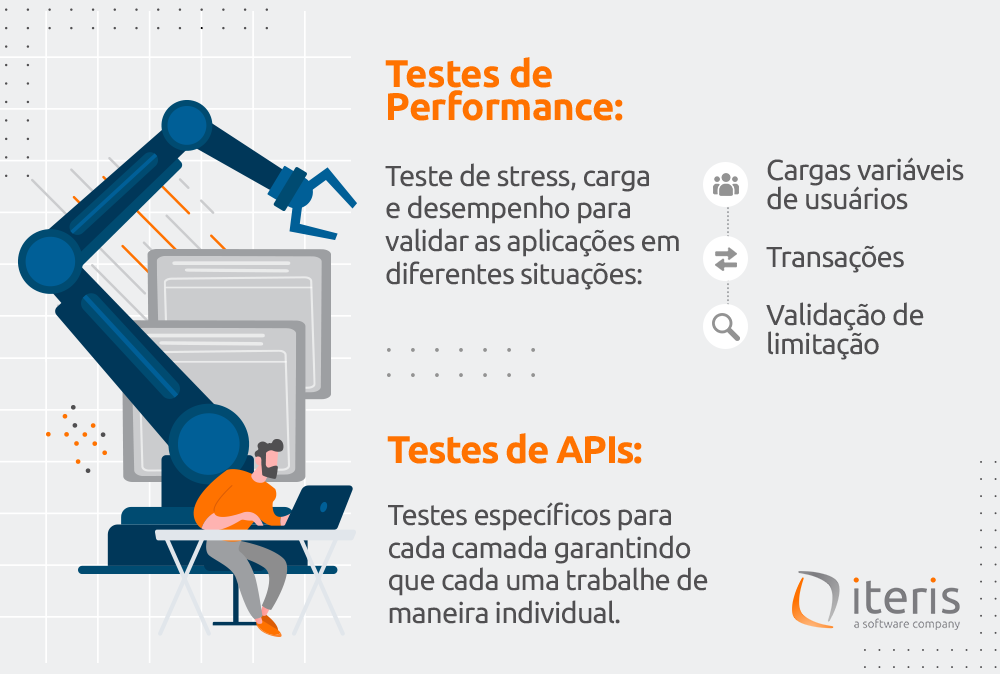 Testes de
Performance:
Teste de stress, carga
e desempenho para
validar as aplicações em
diferentes situações:
Cargas variáveis
de usuários
Transações
Validação de
limitação
Testes de APIs:
Testes específicos para
cada camada garantindo
que cada uma trabalhe de
maneira individual.
iteris
a software company